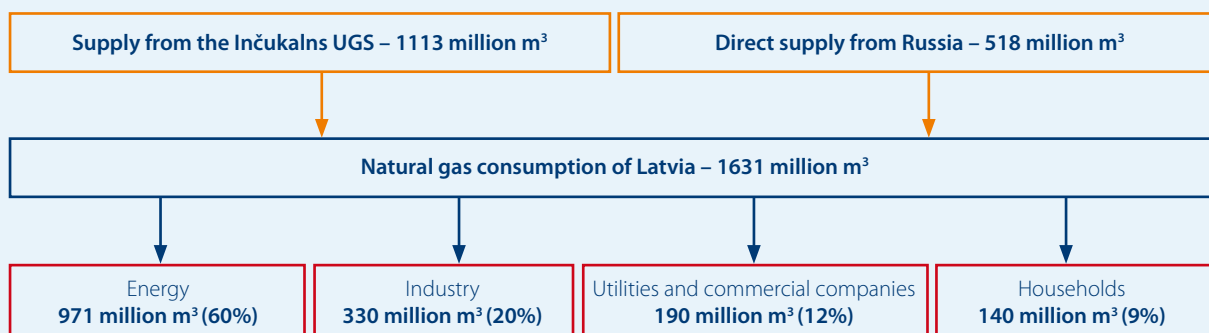 Supply from the Inčukalns UGS – 1113 million m³
Direct supply from Russia – 518 million m³
Natural gas consumption of Latvia – 1631 million m³
Energy
971 million m³ (60%)
Industry
330 million m³ (20%)
Utilities and commercial companies
190 million m³ (12%)
Households
140 million m³ (9%)